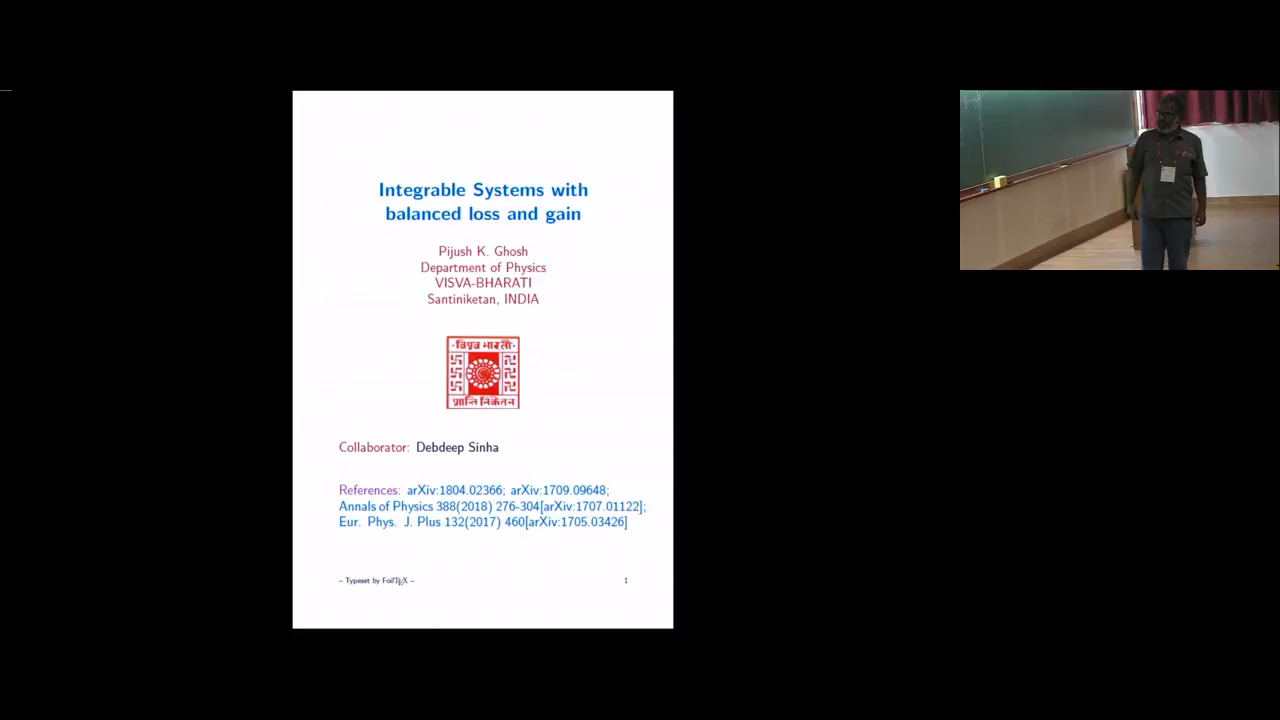 Integrable Systems with
balanced loss and gain
Pijush K. Ghosh
Department of Physics
VISVA-BHARATI
Santiniketan, INDIA
विश्व भारती
शान्ति निकेतन
Collaborator: Debdeep Sinha
References: arXiv:1804.02366; arXiv:1709.09648;
Annals of Physics 388(2018) 276-304[arXiv:1707.01122];
Eur. Phys. J. Plus 132(2017) 460[arXiv:1705.03426]
– Typeset by FoilTEX –
1